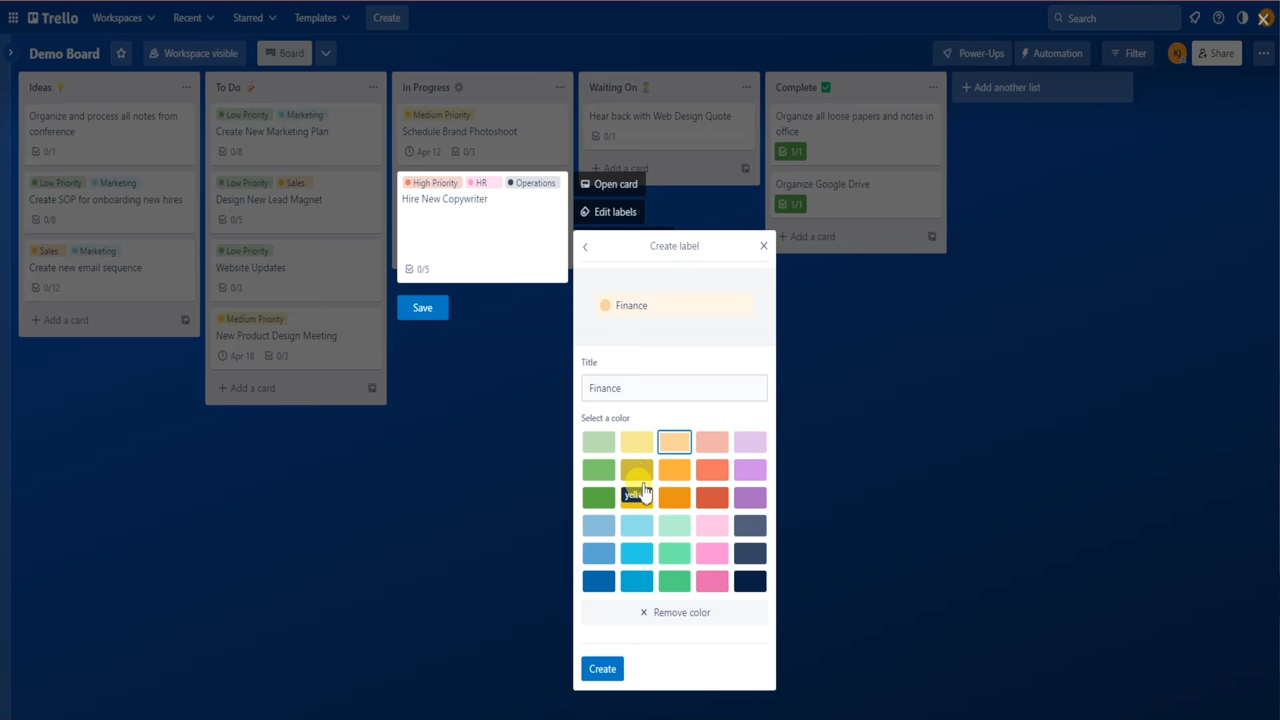 Trello
Workspaces
Recent
Starred
Templates
Create
Search
Demo Board
Workspace visible
Board
Power-Ups
Automation
Filter
KJ
Share
Ideas
Organize and process all notes from
conference
0/1
Low Priority Marketing
Create SOP for onboarding new hires
0/8
Sales Marketing
Create new email sequence
0/12
+ Add a card
To Do
Low Priority Marketing
Create New Marketing Plan
0/8
Low Priority Sales
Design New Lead Magnet
0/5
Low Priority
Website Updates
0/3
Medium Priority
New Product Design Meeting
Apr 18 0/3
+ Add a card
In Progress
Medium Priority
Schedule Brand Photoshoot
Apr 12 0/3
High Priority HR Operations
Hire New Copywriter
0/5
Save
Open card
Edit labels
Waiting On
Hear back with Web Design Quote
0/1
+ Add a card
Complete
Organize all loose papers and notes in
office
1/1
Organize Google Drive
1/1
+ Add a card
+ Add another list
Create label
Finance
Title
Finance
Select a color
Remove color
Create